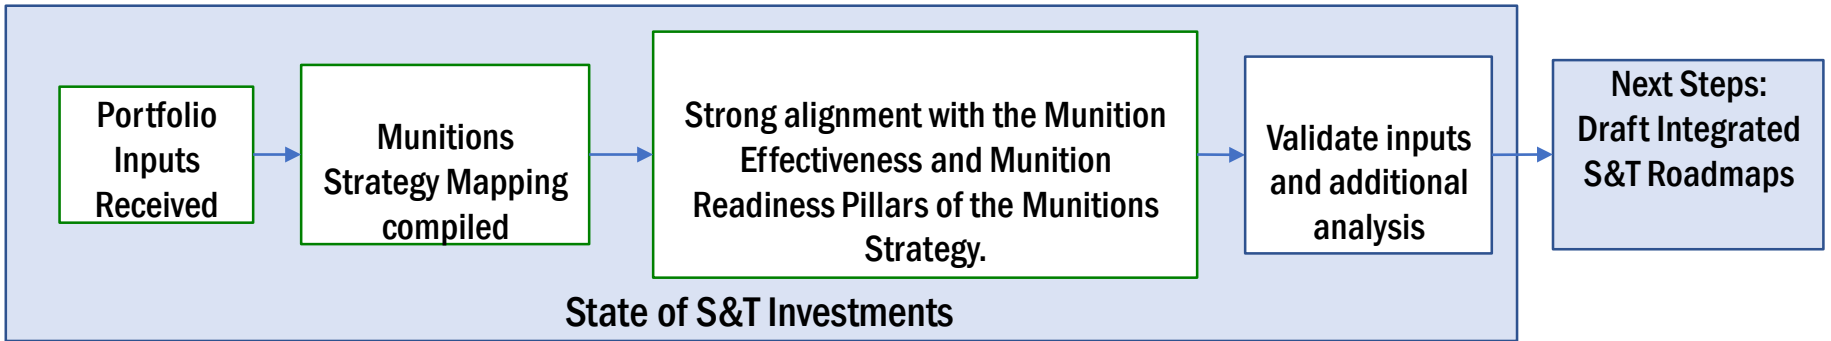 Portfolio
Inputs
Received
Munitions
Strategy Mapping
compiled
Strong alignment with the Munition
Effectiveness and Munition
Readiness Pillars of the Munitions
Strategy.
Validate inputs
and additional
analysis
Next Steps:
Draft Integrated
S&T Roadmaps
State of S&T Investments